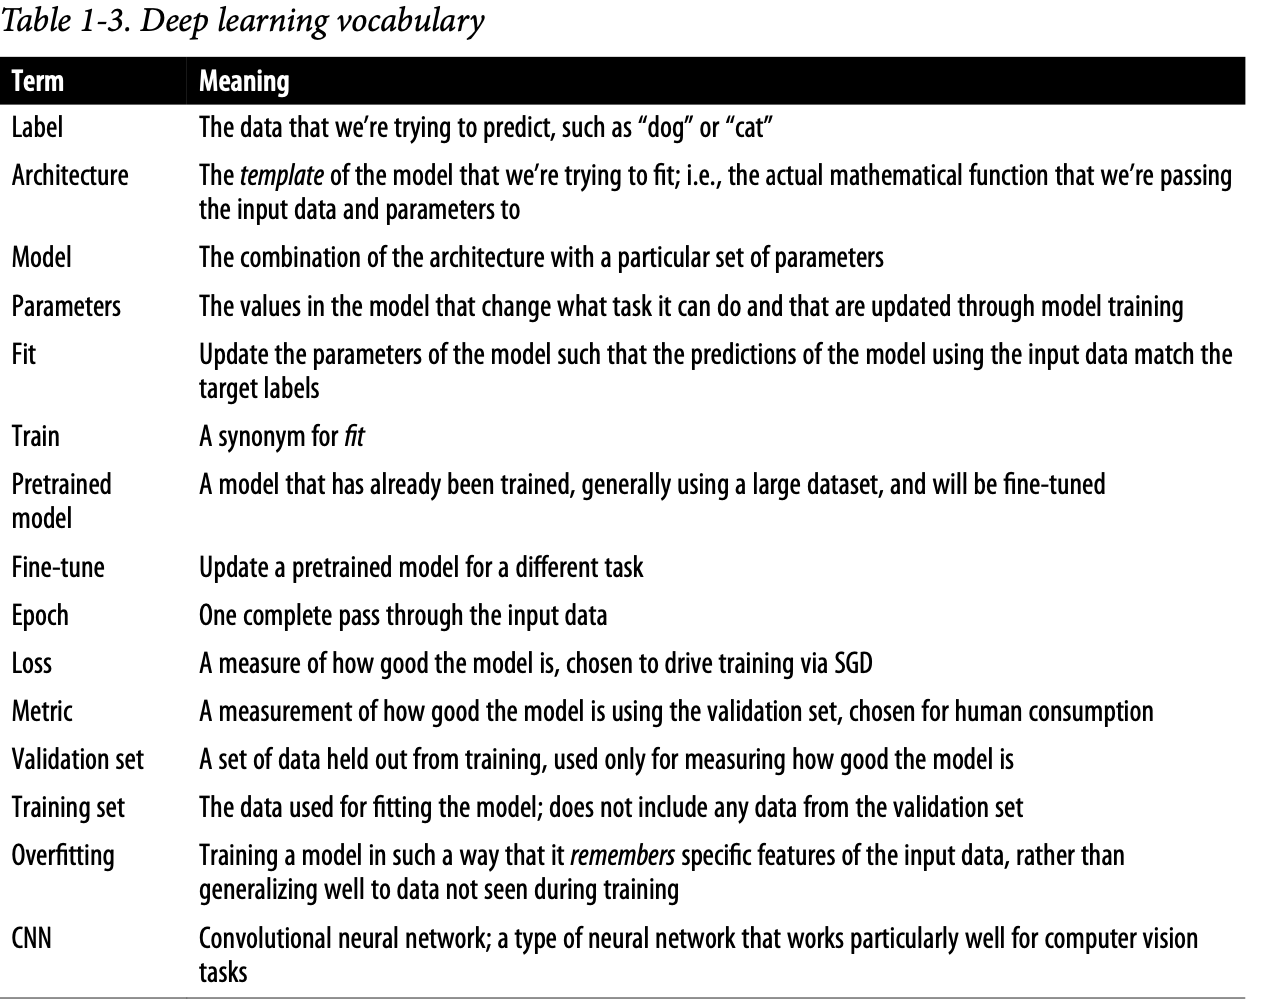 Table 1-3. Deep learning vocabulary
Term Meaning
Label The data that we’re trying to predict, such as “dog” or “cat”
Architecture The template of the model that we’re trying to fit; i.e., the actual mathematical function that we’re passing
the input data and parameters to
Model The combination of the architecture with a particular set of parameters
Parameters The values in the model that change what task it can do and that are updated through model training
Fit Update the parameters of the model such that the predictions of the model using the input data match the
target labels
Train A synonym for fit
Pretrained A model that has already been trained, generally using a large dataset, and will be fine-tuned
model
Fine-tune Update a pretrained model for a different task
Epoch One complete pass through the input data
Loss A measure of how good the model is, chosen to drive training via SGD
Metric A measurement of how good the model is using the validation set, chosen for human consumption
Validation set A set of data held out from training, used only for measuring how good the model is
Training set The data used for fitting the model; does not include any data from the validation set
Overfitting Training a model in such a way that it remembers specific features of the input data, rather than
generalizing well to data not seen during training
CNN Convolutional neural network; a type of neural network that works particularly well for computer vision
tasks